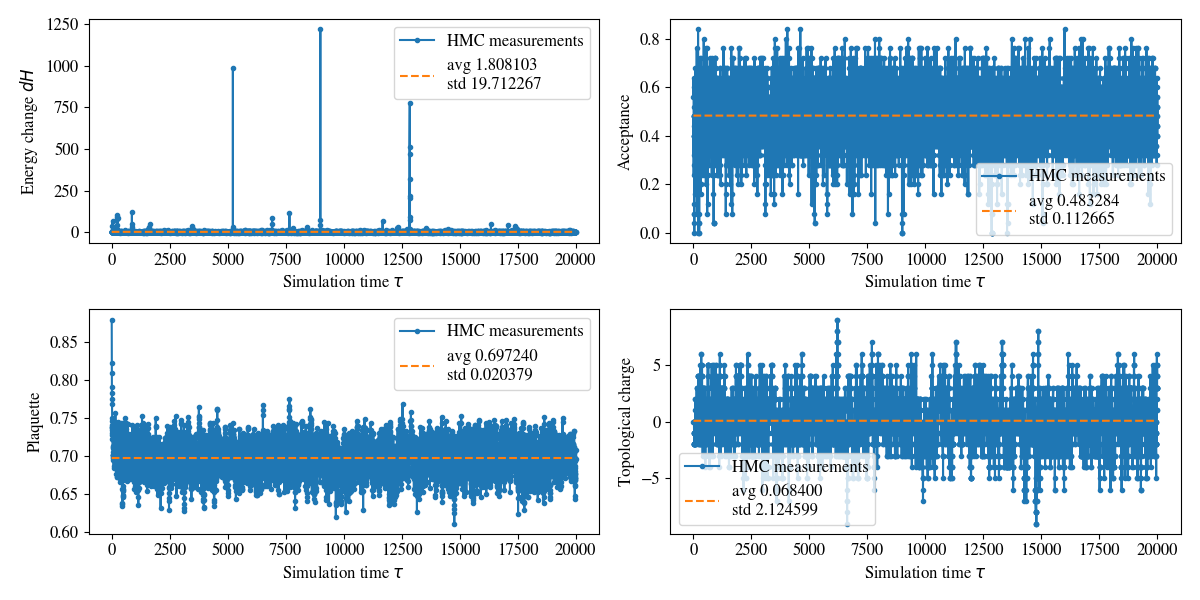 1250
1000
750
500
250
0
Energy change dH
HMC measurements
avg 1.808103
std 19.712267
0 2500 5000 7500 10000 12500 15000 17500 20000
Simulation time τ
0.8
0.6
0.4
0.2
0.0
Acceptance
HMC measurements
avg 0.483284
std 0.112665
0 2500 5000 7500 10000 12500 15000 17500 20000
Simulation time τ
0.85
0.80
0.75
0.70
0.65
0.60
Plaquette
HMC measurements
avg 0.697240
std 0.020379
0 2500 5000 7500 10000 12500 15000 17500 20000
Simulation time τ
5
0
−5
Topological charge
HMC measurements
avg 0.068400
std 2.124599
0 2500 5000 7500 10000 12500 15000 17500 20000
Simulation time τ